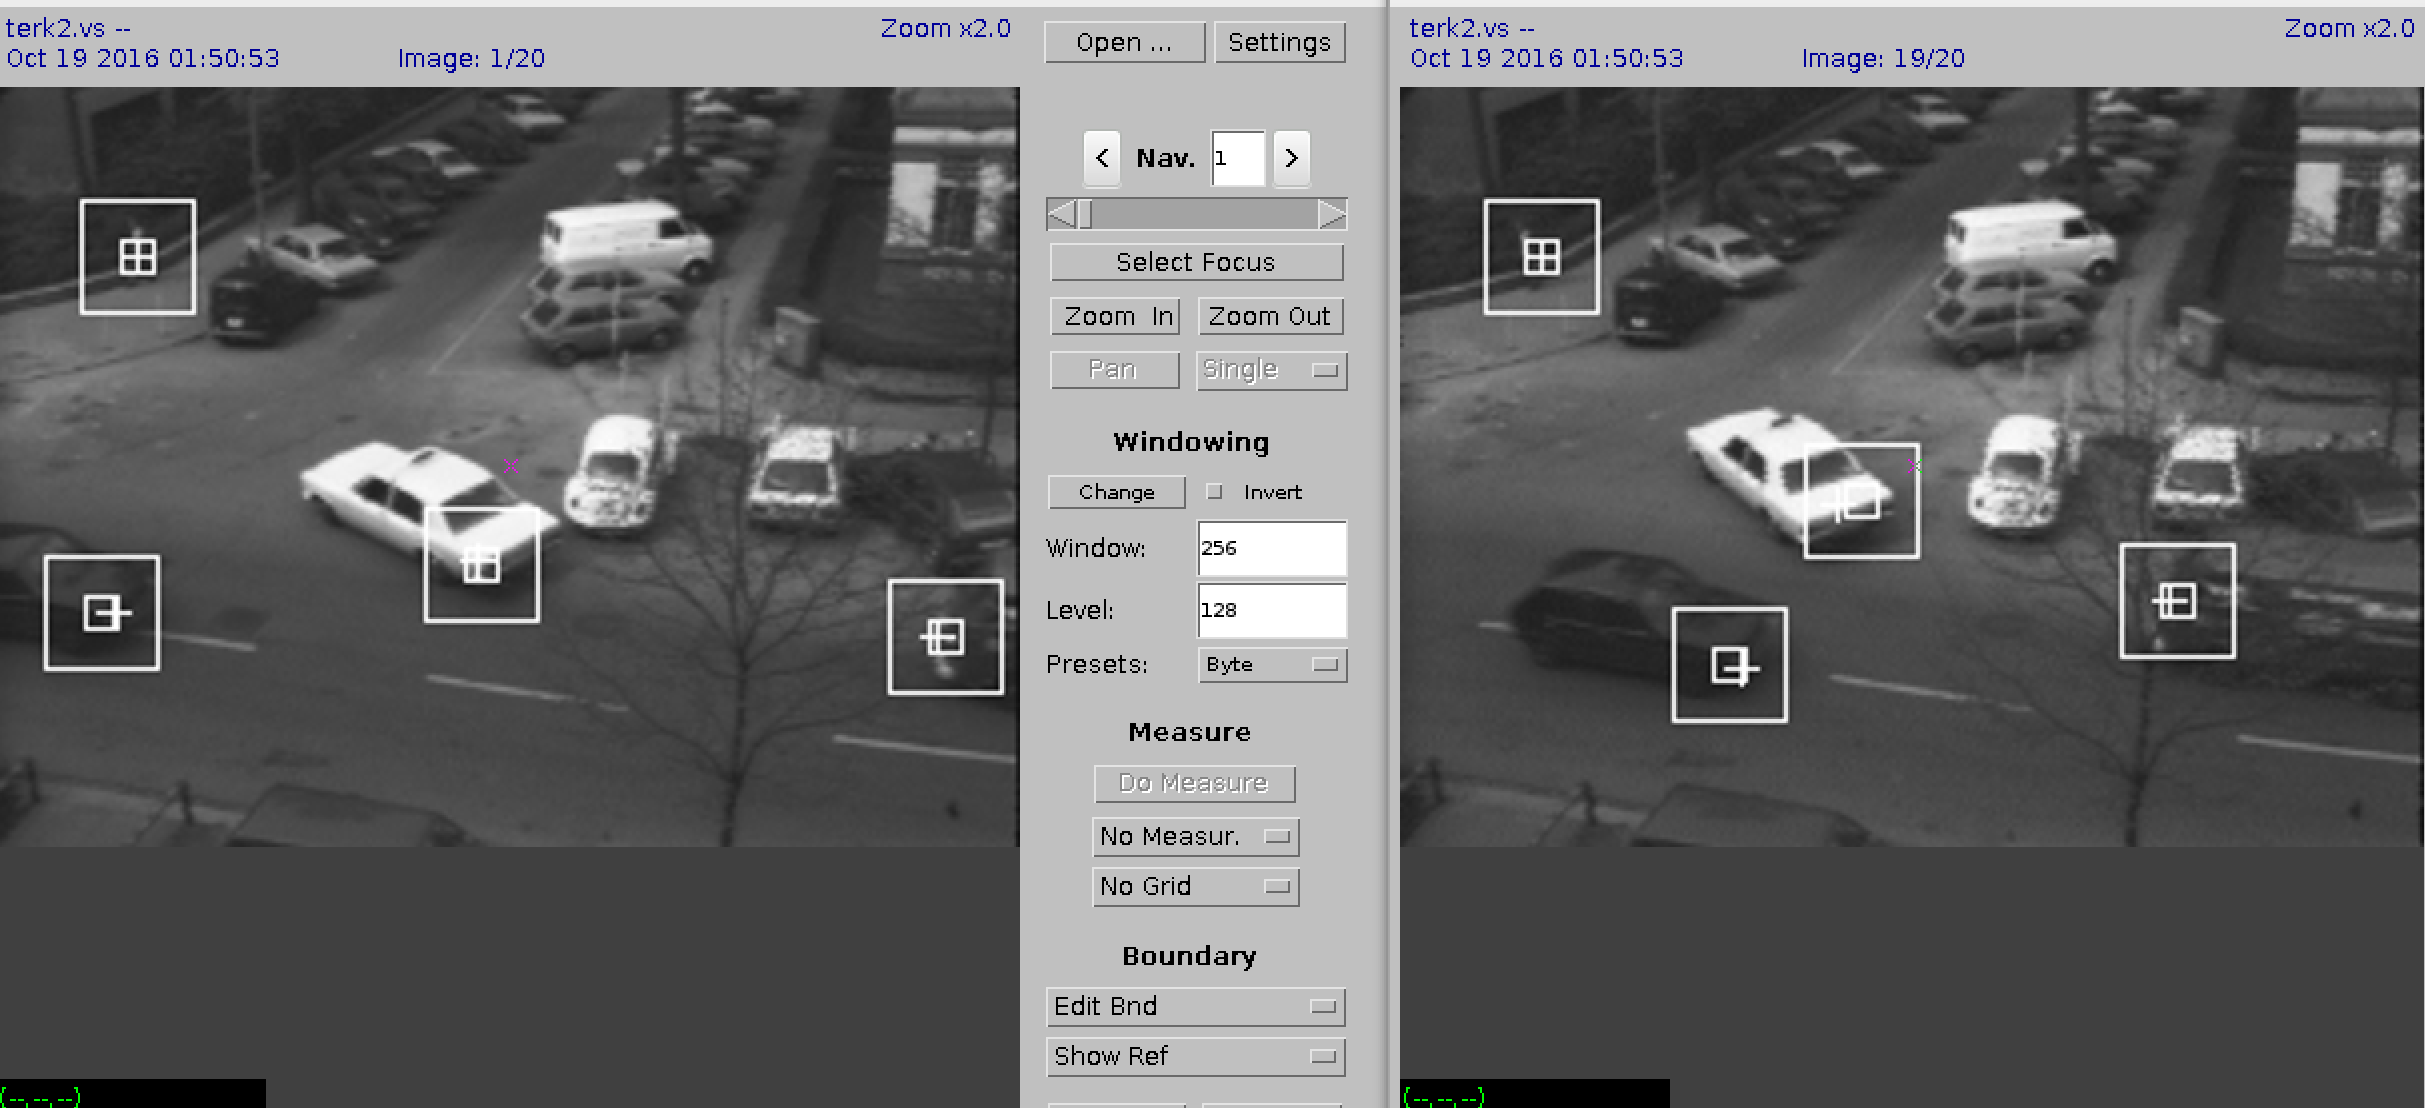 terk2.vs --
Zoom x2.0
Oct 19 2016 01:50:53
Image: 1/20
Open ...
Settings
<
Nav.
1
>
Select Focus
Zoom In
Zoom Out
Pan
Single
Windowing
Change
Invert
Window:
256
Level:
128
Presets:
Byte
Measure
Do Measure
No Measur.
No Grid
Boundary
Edit Bnd
Show Ref
(--,--,--)
terk2.vs --
Zoom x2.0
Oct 19 2016 01:50:53
Image: 19/20
(--,--,--)